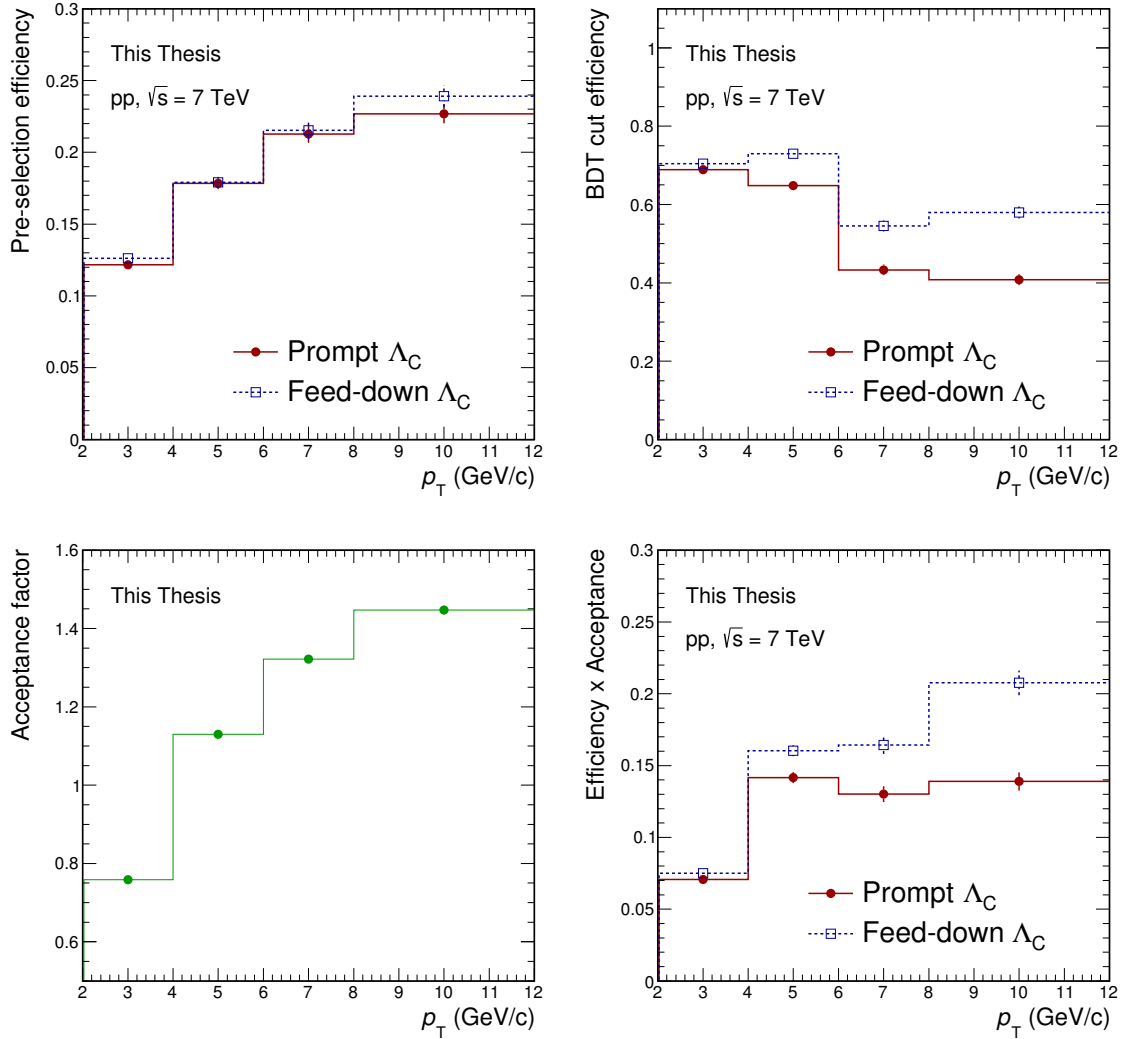 Pre-selection efficiency
0.3
0.25
0.2
0.15
0.1
0.05
0
This Thesis
pp, √s = 7 TeV
Prompt Λ_C
Feed-down Λ_C
2 3 4 5 6 7 8 9 10 11 12
p_T (GeV/c)
BDT cut efficiency
1
0.8
0.6
0.4
0.2
0
This Thesis
pp, √s = 7 TeV
Prompt Λ_C
Feed-down Λ_C
2 3 4 5 6 7 8 9 10 11 12
p_T (GeV/c)
Acceptance factor
1.6
1.4
1.2
1
0.8
0.6
This Thesis
2 3 4 5 6 7 8 9 10 11 12
p_T (GeV/c)
Efficiency x Acceptance
0.3
0.25
0.2
0.15
0.1
0.05
0
This Thesis
pp, √s = 7 TeV
Prompt Λ_C
Feed-down Λ_C
2 3 4 5 6 7 8 9 10 11 12
p_T (GeV/c)